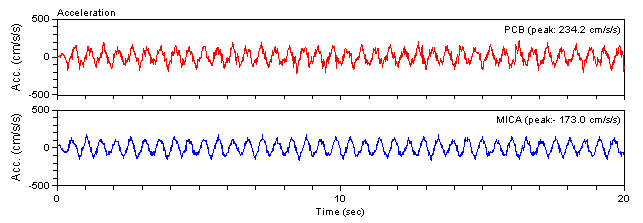 Acceleration
500
PCB (peak: 234.2 cm/s/s)
Acc. (cm/s/s)
0
-500
500
MICA (peak:- 173.0 cm/s/s)
Acc. (cm/s/s)
0
-500
0
10
20
Time (sec)